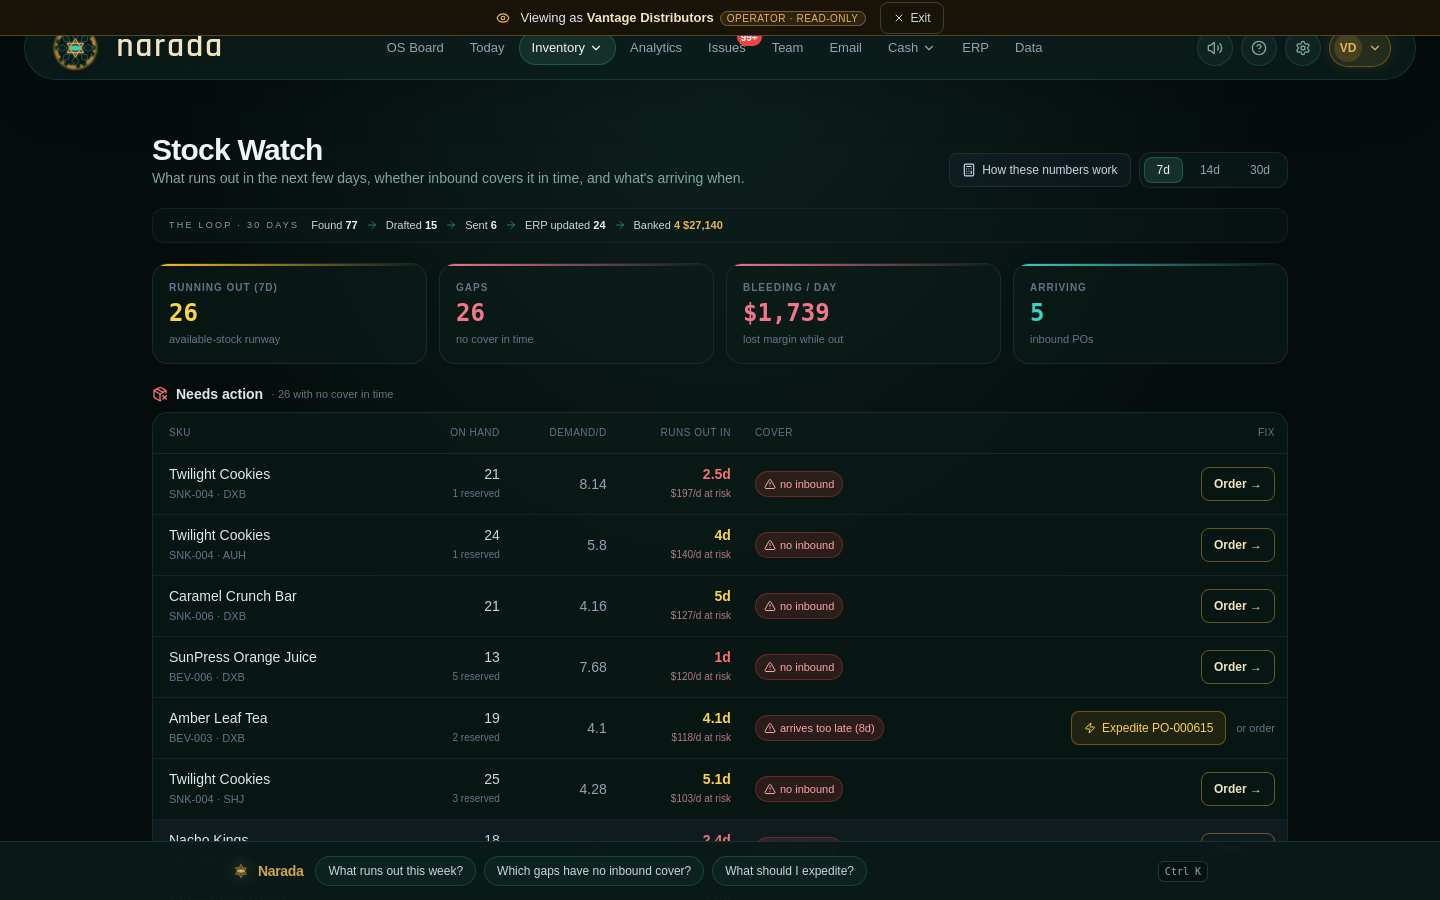 Viewing as Vantage Distributors OPERATOR · READ-ONLY Exit
narada OS Board Today Inventory Analytics Issues 99+ Team Email Cash ERP Data VD
Stock Watch
What runs out in the next few days, whether inbound covers it in time, and what's arriving when.
How these numbers work 7d 14d 30d
THE LOOP · 30 DAYS Found 77 → Drafted 15 → Sent 6 → ERP updated 24 → Banked 4 $27,140
RUNNING OUT (7D)
26
available-stock runway
GAPS
26
no cover in time
BLEEDING / DAY
$1,739
lost margin while out
ARRIVING
5
inbound POs
Needs action · 26 with no cover in time
SKU ON HAND DEMAND/D RUNS OUT IN COVER FIX
Twilight Cookies 21 8.14 2.5d no inbound Order →
SNK-004 · DXB 1 reserved $197/d at risk
Twilight Cookies 24 5.8 4d no inbound Order →
SNK-004 · AUH 1 reserved $140/d at risk
Caramel Crunch Bar 21 4.16 5d no inbound Order →
SNK-006 · DXB $127/d at risk
SunPress Orange Juice 13 7.68 1d no inbound Order →
BEV-006 · DXB 5 reserved $120/d at risk
Amber Leaf Tea 19 4.1 4.1d arrives too late (8d) Expedite PO-000615 or order
BEV-003 · DXB 2 reserved $118/d at risk
Twilight Cookies 25 4.28 5.1d no inbound Order →
SNK-004 · SHJ 3 reserved $103/d at risk
Nacho Kings 18 2.4d
Narada What runs out this week? Which gaps have no inbound cover? What should I expedite? Ctrl K